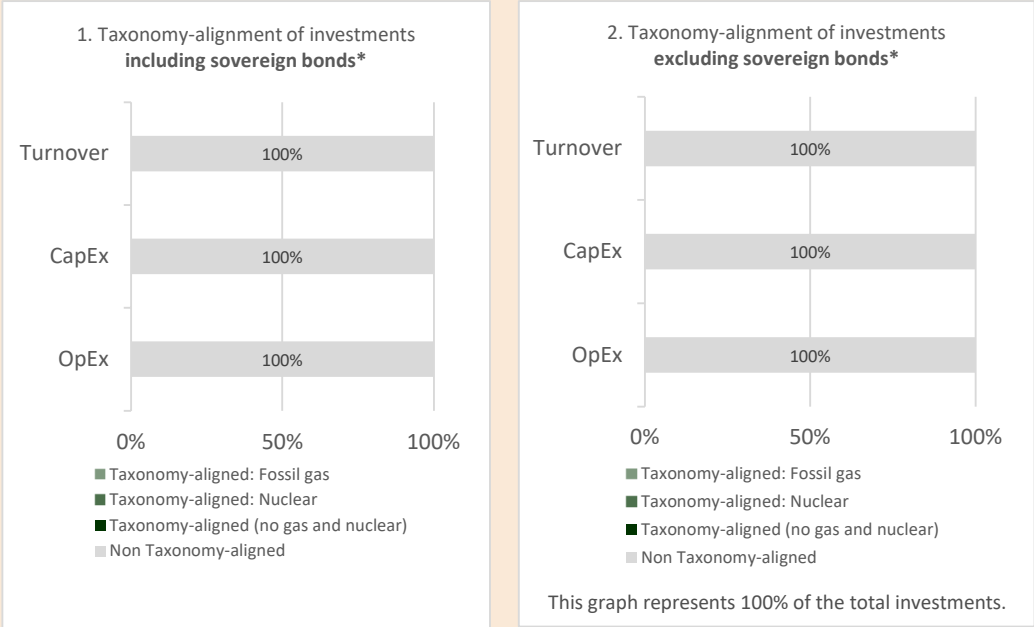 1. Taxonomy-alignment of investments
including sovereign bonds*
Turnover
100%
CapEx
100%
OpEx
100%
0%
50%
100%
Taxonomy-aligned: Fossil gas
Taxonomy-aligned: Nuclear
Taxonomy-aligned (no gas and nuclear)
Non Taxonomy-aligned
2. Taxonomy-alignment of investments
excluding sovereign bonds*
Turnover
100%
CapEx
100%
OpEx
100%
0%
50%
100%
Taxonomy-aligned: Fossil gas
Taxonomy-aligned: Nuclear
Taxonomy-aligned (no gas and nuclear)
Non Taxonomy-aligned
This graph represents 100% of the total investments.